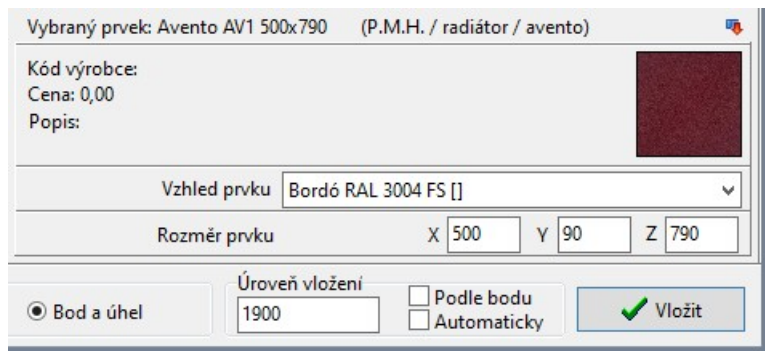 Vybraný prvek: Avento AV1 500x790 (P.M.H. / radiátor / avento)
Kód výrobce:
Cena: 0,00
Popis:
Vzhled prvku Bordó RAL 3004 FS []
Rozměr prvku X 500 Y 90 Z 790
Úroveň vložení
Bod a úhel 1900 Podle bodu
Automaticky Vložit